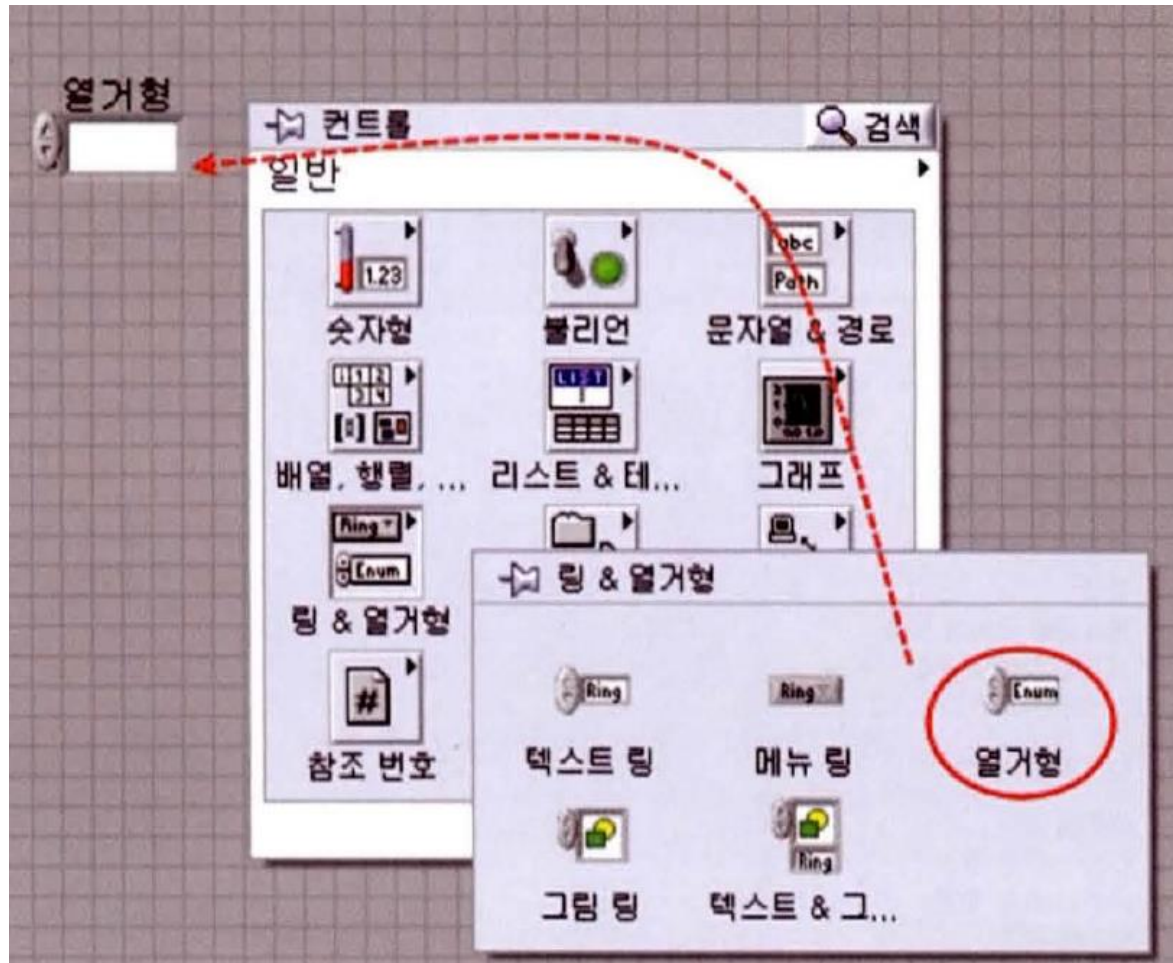 열거형
컨트롤
검색
일반
1.23
abc
Path
숫자형
불리언
문자열 & 경로
LIST
배열, 행렬, ...
리스트 & 테...
그래프
Ring
Enum
링 & 열거형
링 & 열거형
#
참조 번호
Ring
Ring
Enum
텍스트 링
메뉴 링
열거형
Ring
그림 링
텍스트 & 그...